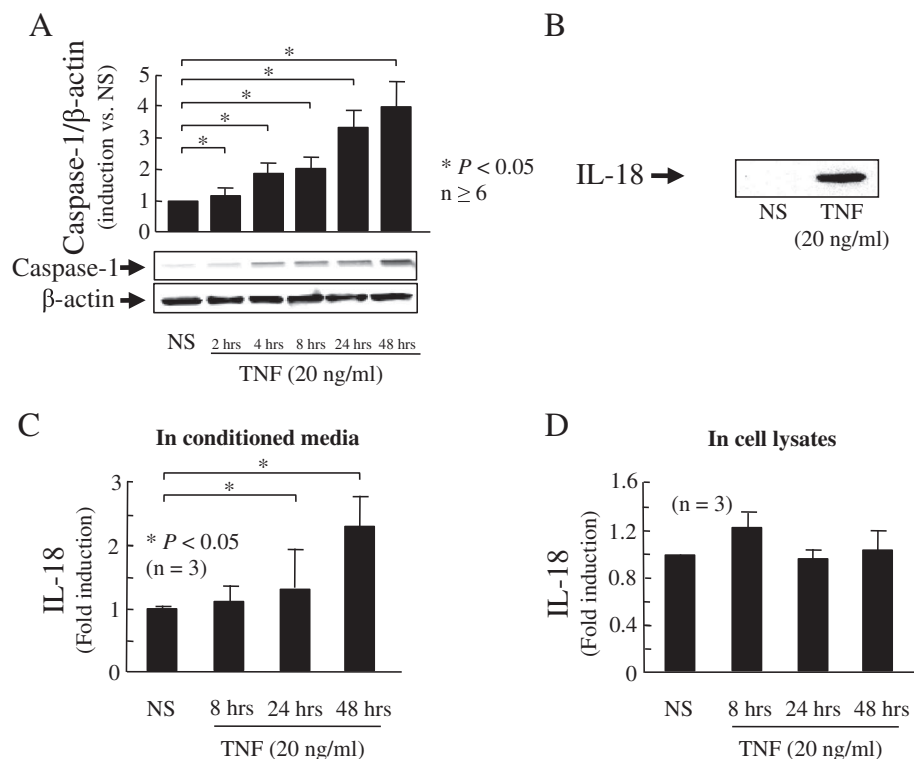 A
Caspase-1/β-actin
(induction vs. NS)
5
4
3
2
1
0
*
*
*
*
*
* P < 0.05
n ≥ 6
Caspase-1
β-actin
NS
2 hrs 4 hrs 8 hrs 24 hrs 48 hrs
TNF (20 ng/ml)
B
IL-18
NS TNF
(20 ng/ml)
C
In conditioned media
IL-18
(Fold induction)
3
2
1
0
*
*
* P < 0.05
(n = 3)
NS 8 hrs 24 hrs 48 hrs
TNF (20 ng/ml)
D
In cell lysates
IL-18
(Fold induction)
1.6
1.2
0.8
0.4
0
(n = 3)
NS 8 hrs 24 hrs 48 hrs
TNF (20 ng/ml)